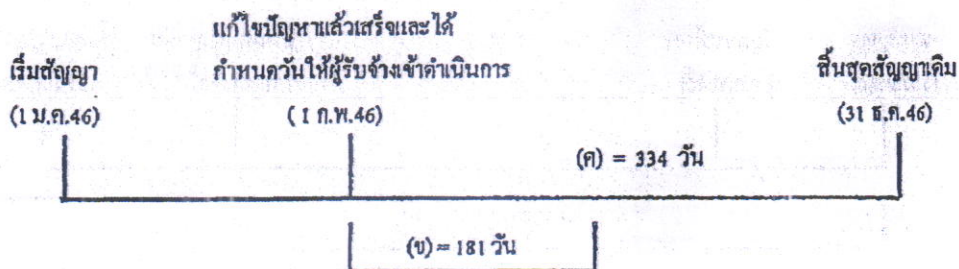 แก้ไขปัญหาแล้วเสร็จและได้
เริ่มสัญญา กำหนดวันให้ผู้รับจ้างเข้าดำเนินการ สิ้นสุดสัญญาเดิม
(1 ม.ค.46) ( 1 ก.พ.46) (31 ธ.ค.46)
(ค) = 334 วัน
(ข) = 181 วัน